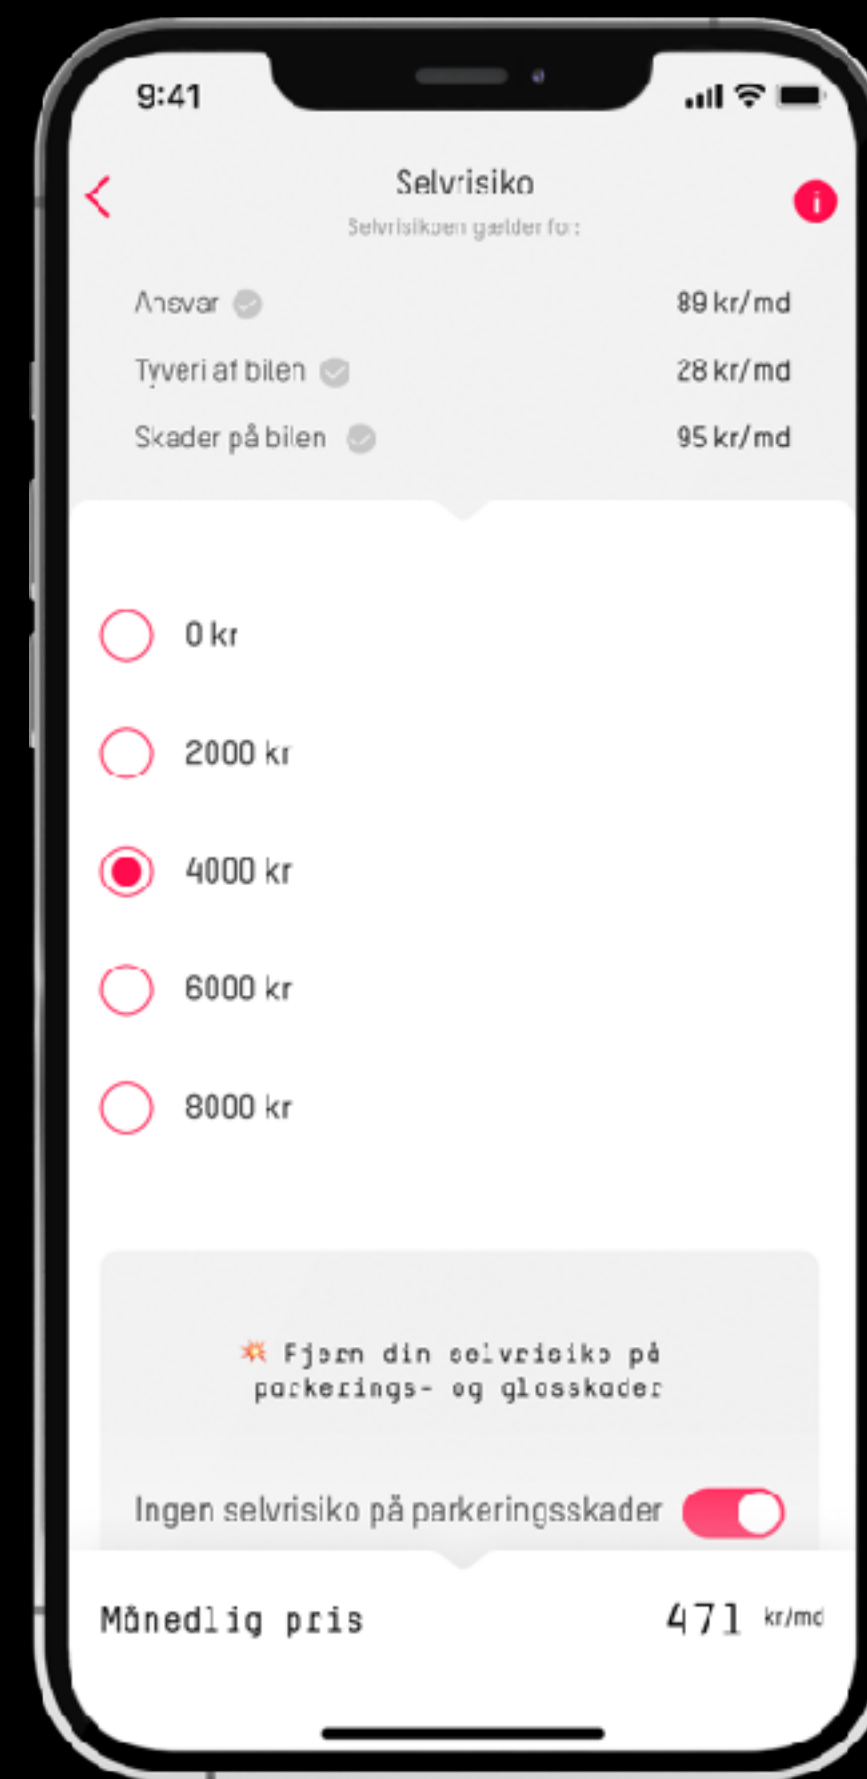 9:41
Selvrisiko
Selvrisikoen gælder for:
Ansvar 89 kr/md
Tyveri af bilen 28 kr/md
Skader på bilen 95 kr/md
0 kr
2000 kr
4000 kr
6000 kr
8000 kr
💥 Fjern din selvrisiko på
parkerings- og glasskader
Ingen selvrisiko på parkeringsskader
Månedlig pris 471 kr/md